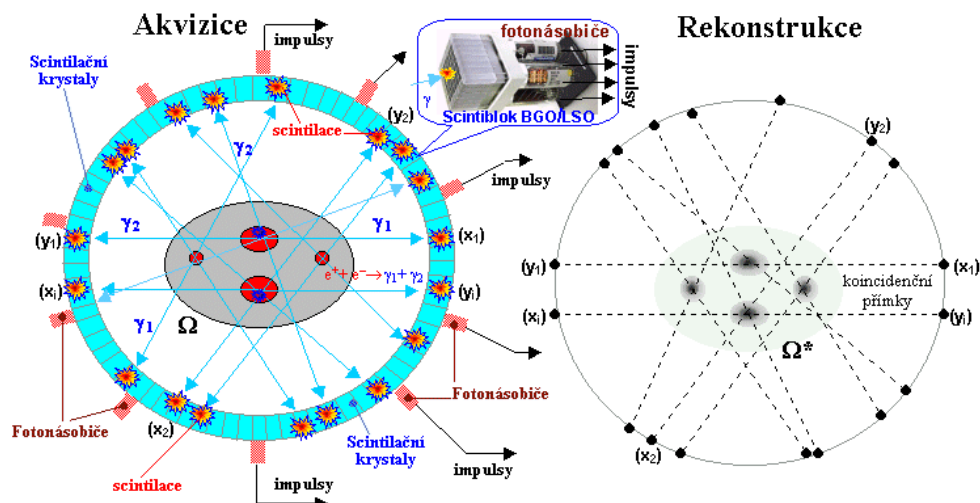 Akvizice
Rekonstrukce
impulsy
fotonásobiče
impulsy
γ
Scintiblok BGO/LSO
Scintilační
krystaly
scintilace
(y₂)
γ₂
impulsy
(y₁)
γ₂
γ₁
(x₁)
e⁺+ e⁻→ γ₁+ γ₂
(xᵢ)
(yᵢ)
Ω
γ₁
Fotonásobiče
(x₂)
scintilace
impulsy
Scintilační
krystaly
Fotonásobiče
impulsy
(y₂)
(y₁)
(x₁)
koincidenční
přímky
(xᵢ)
(yᵢ)
Ω*
(x₂)